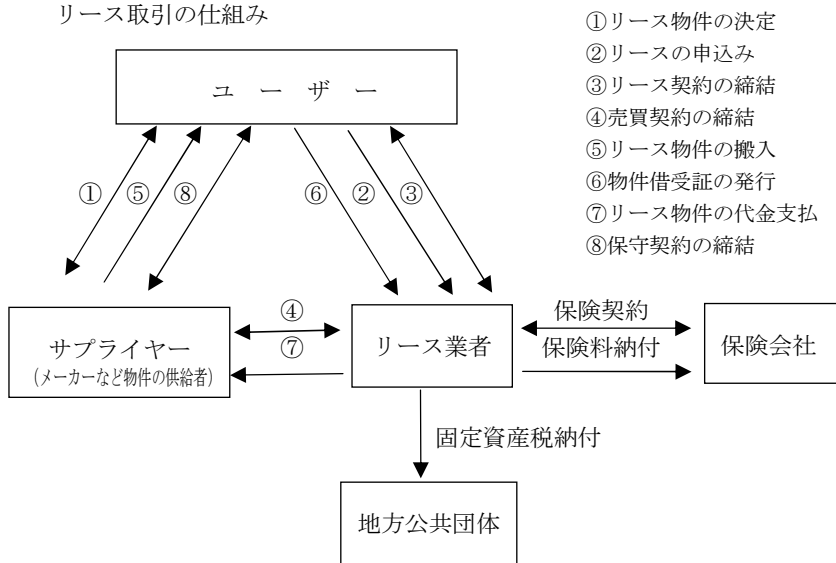 リース取引の仕組み
①リース物件の決定
②リースの申込み
③リース契約の締結
④売買契約の締結
⑤リース物件の搬入
⑥物件借受証の発行
⑦リース物件の代金支払
⑧保守契約の締結
ユーザー
① ⑤ ⑧ ⑥ ② ③
サプライヤー
(メーカーなど物件の供給者)
④
⑦
リース業者
保険契約
保険料納付
保険会社
固定資産税納付
地方公共団体